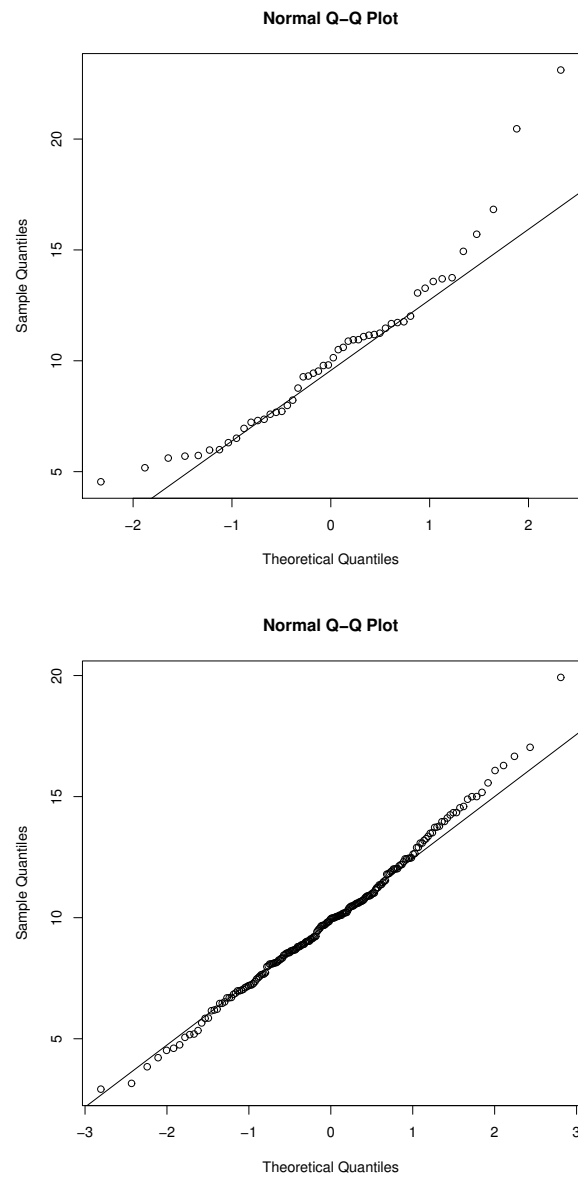 Normal Q−Q Plot
20
15
10
5
Sample Quantiles
−2 −1 0 1 2
Theoretical Quantiles
Normal Q−Q Plot
20
15
10
5
Sample Quantiles
−3 −2 −1 0 1 2 3
Theoretical Quantiles